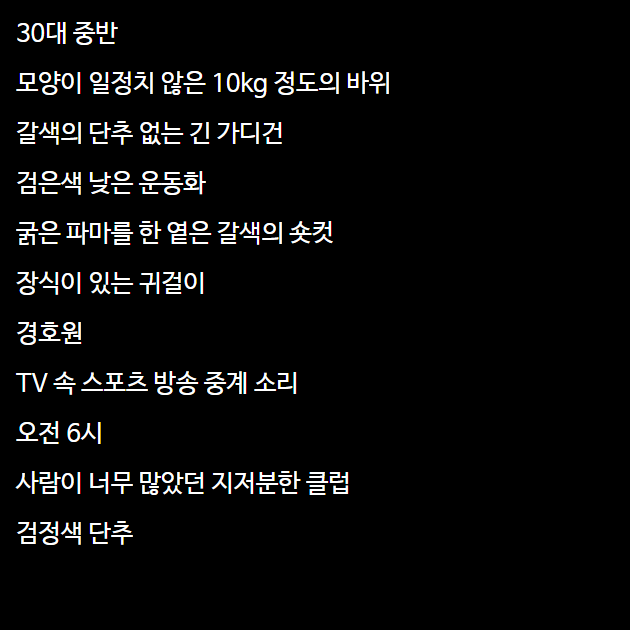 30대 중반
모양이 일정치 않은 10kg 정도의 바위
갈색의 단추 없는 긴 가디건
검은색 낮은 운동화
굵은 파마를 한 옅은 갈색의 숏컷
장식이 있는 귀걸이
경호원
TV 속 스포츠 방송 중계 소리
오전 6시
사람이 너무 많았던 지저분한 클럽
검정색 단추